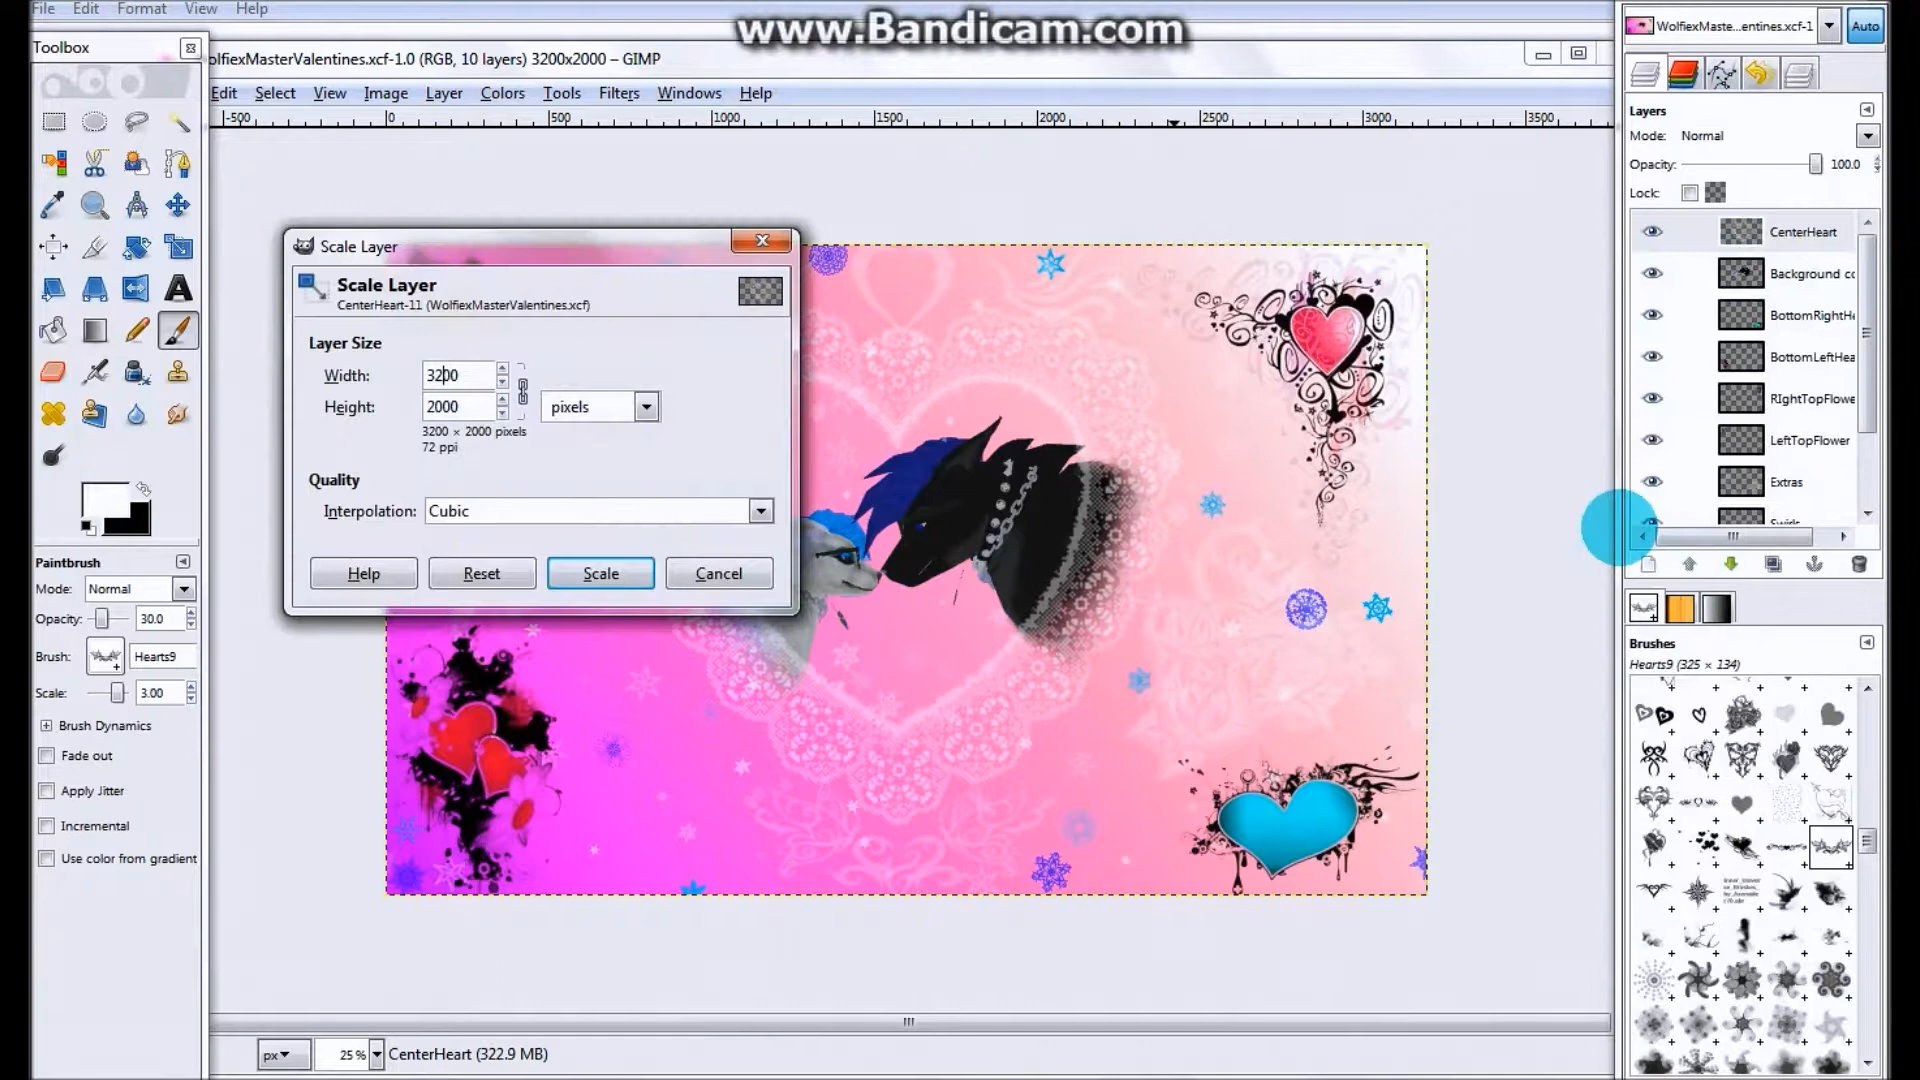 File Edit Format View Help
www.Bandicam.com
Toolbox
olfiexMasterValentines.xcf-1.0 (RGB, 10 layers) 3200x2000 – GIMP
Edit Select View Image Layer Colors Tools Filters Windows Help
-500 0 500 1000 1500 2000 2500 3000 3500
WolfiexMaste...entines.xcf-1
Auto
Layers
Mode: Normal
Opacity: 100.0
Lock:
CenterHeart
Background co
BottomRightHe
BottomLeftHea
RIghtTopFlowe
LeftTopFlower
Extras
Swirls
Scale Layer
Scale Layer
CenterHeart-11 (WolfiexMasterValentines.xcf)
Layer Size
Width: 3200
Height: 2000
pixels
3200 × 2000 pixels
72 ppi
Quality
Interpolation: Cubic
Help Reset Scale Cancel
Paintbrush
Mode: Normal
Opacity: 30.0
Brush: Hearts9
Scale: 3.00
Brush Dynamics
Fade out
Apply Jitter
Incremental
Use color from gradient
Brushes
Hearts9 (325 × 134)
px 25 % CenterHeart (322.9 MB)